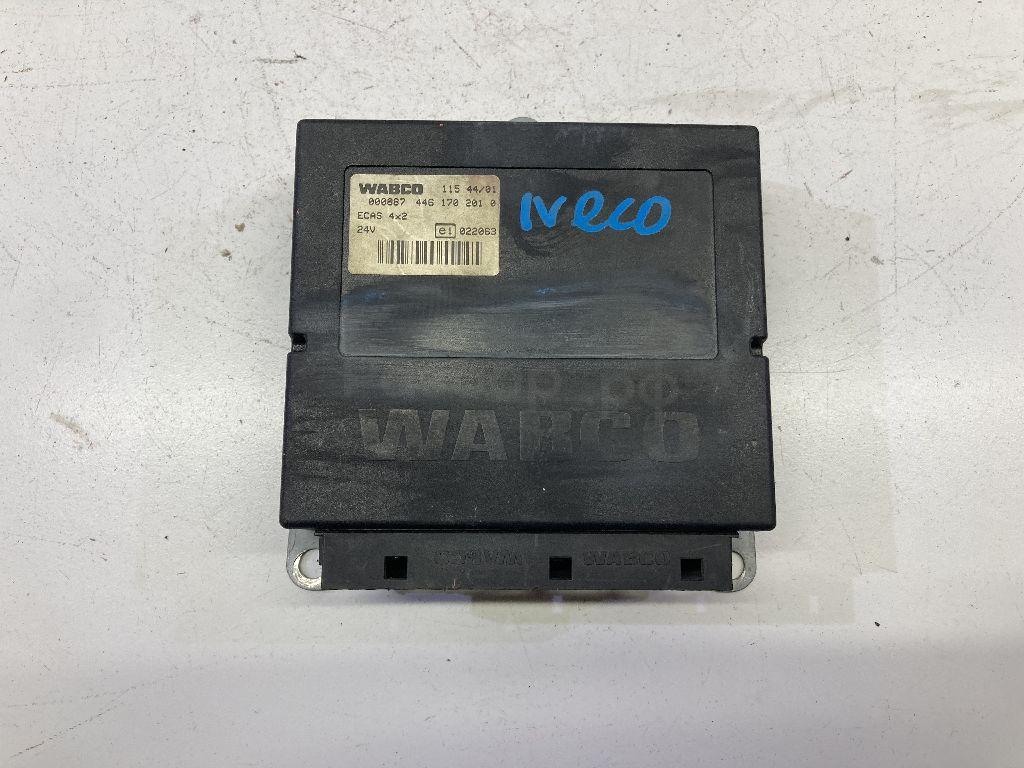 WABCO 115 44/01
000087 446 170 201 0
ECAS 4x2
24V e1 022063
IVECO
WABCO
WABCO